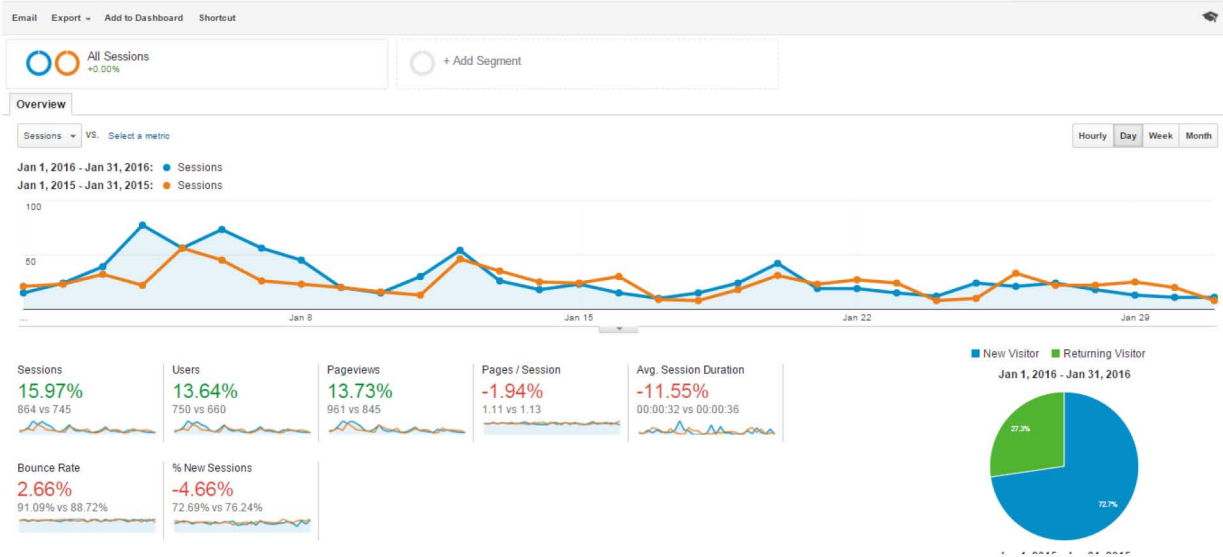 Email Export Add to Dashboard Shortcut
All Sessions
+0.00%
+ Add Segment
Overview
Sessions VS. Select a metric
Hourly Day Week Month
Jan 1, 2016 - Jan 31, 2016: Sessions
Jan 1, 2015 - Jan 31, 2015: Sessions
100
50
... Jan 8 Jan 15 Jan 22 Jan 29
Sessions
15.97%
864 vs 745
Users
13.64%
750 vs 660
Pageviews
13.73%
961 vs 845
Pages / Session
-1.94%
1.11 vs 1.13
Avg. Session Duration
-11.55%
00:00:32 vs 00:00:36
Bounce Rate
2.66%
91.09% vs 88.72%
% New Sessions
-4.66%
72.69% vs 76.24%
New Visitor Returning Visitor
Jan 1, 2016 - Jan 31, 2016
27.3%
72.7%